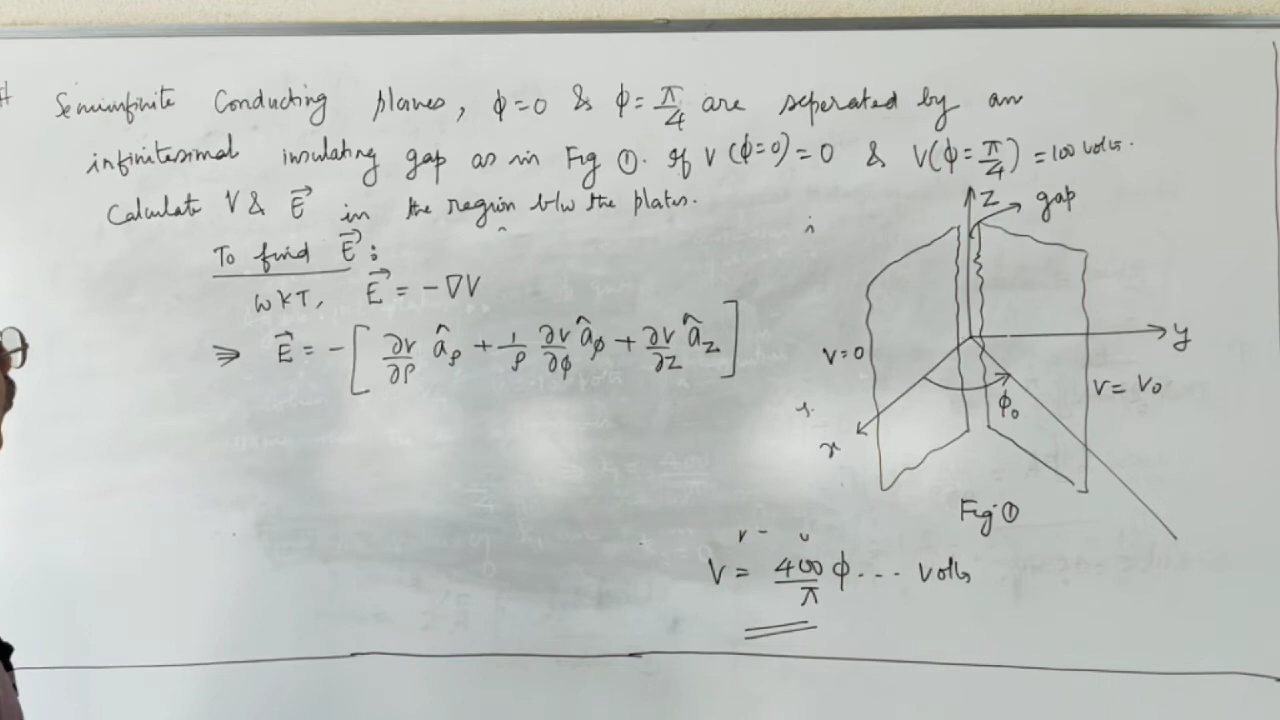 # Semiinfinite Conducting planes, ϕ=0 & ϕ=π/4 are seperated by an
infinitesimal insulating gap as in Fig ①. If V(ϕ=0)=0 & V(ϕ=π/4)=100 volts.
Calculate V & E⃗ in the region b/w the plates.
To find E⃗:
WKT, E⃗ = -∇V
⇒ E⃗ = -[∂V/∂ρ âρ + 1/ρ ∂V/∂ϕ âϕ + ∂V/∂z âz]
z
gap
y
V=0
V=V₀
ϕ₀
x
Fig ①
V = 400/π ϕ... volts